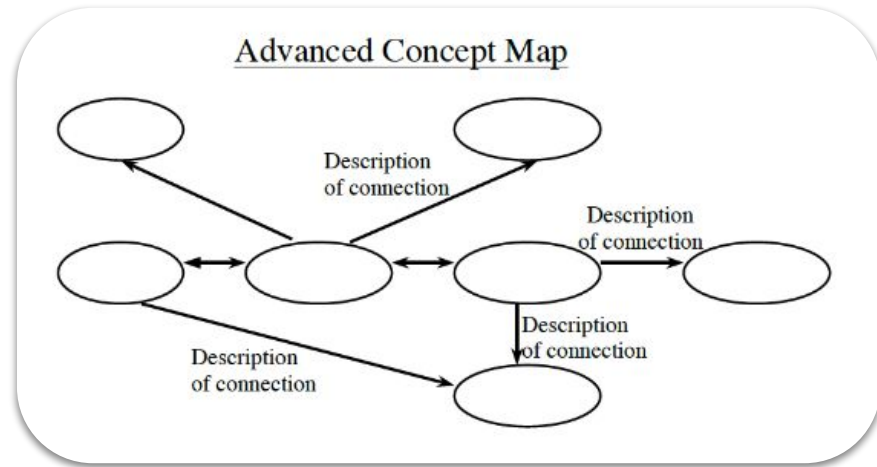 Advanced Concept Map
Description
of connection
Description
of connection
Description
of connection
Description
of connection